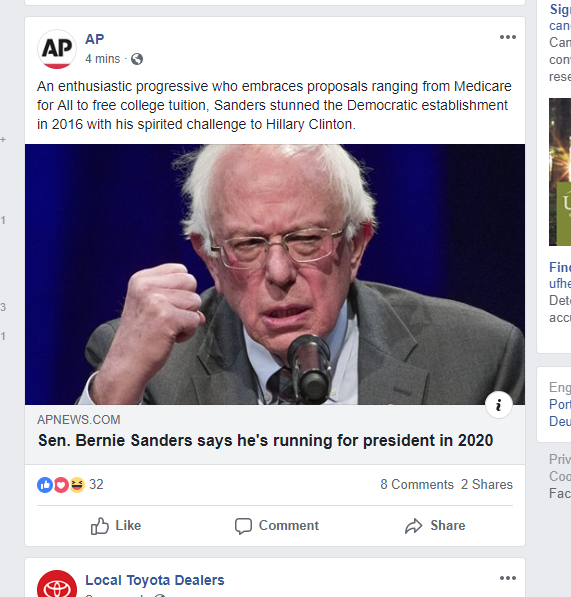 AP
AP
4 mins ·
An enthusiastic progressive who embraces proposals ranging from Medicare
for All to free college tuition, Sanders stunned the Democratic establishment
in 2016 with his spirited challenge to Hillary Clinton.
i
APNEWS.COM
Sen. Bernie Sanders says he's running for president in 2020
32
8 Comments 2 Shares
Like
Comment
Share
Local Toyota Dealers
+
1
3
1
Sig
can
Can
con
rese
U
Find
ufhe
Det
accu
Eng
Port
Deu
Priv
Coo
Fac